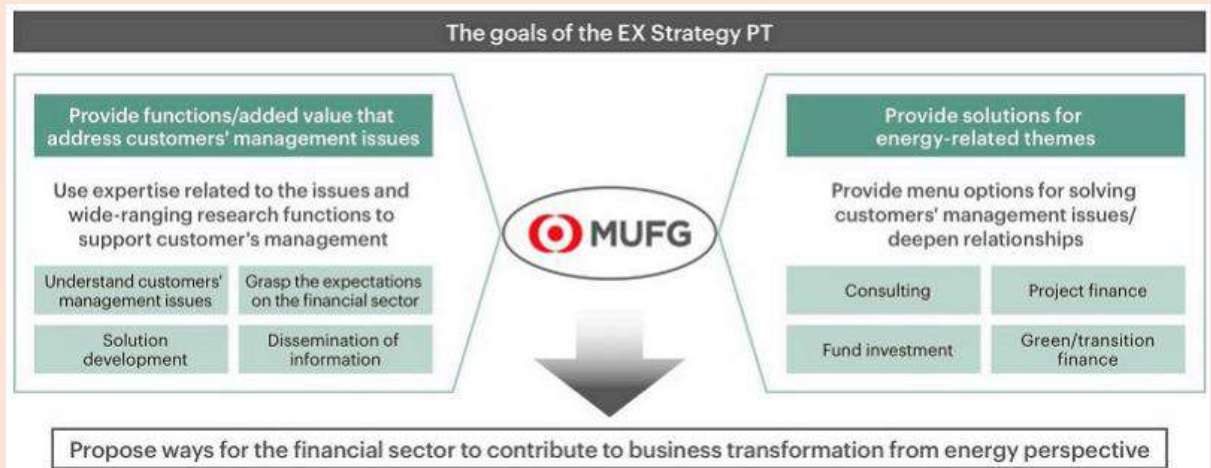 The goals of the EX Strategy PT
Provide functions/added value that
address customers' management issues
Use expertise related to the issues and
wide-ranging research functions to
support customer's management
Understand customers'
management issues
Grasp the expectations
on the financial sector
Solution
development
Dissemination of
information
MUFG
Provide solutions for
energy-related themes
Provide menu options for solving
customers' management issues/
deepen relationships
Consulting
Project finance
Fund investment
Green/transition
finance
Propose ways for the financial sector to contribute to business transformation from energy perspective